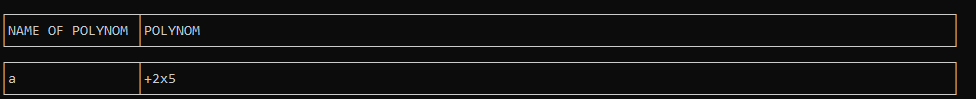 NAME OF POLYNOM POLYNOM
a +2x5